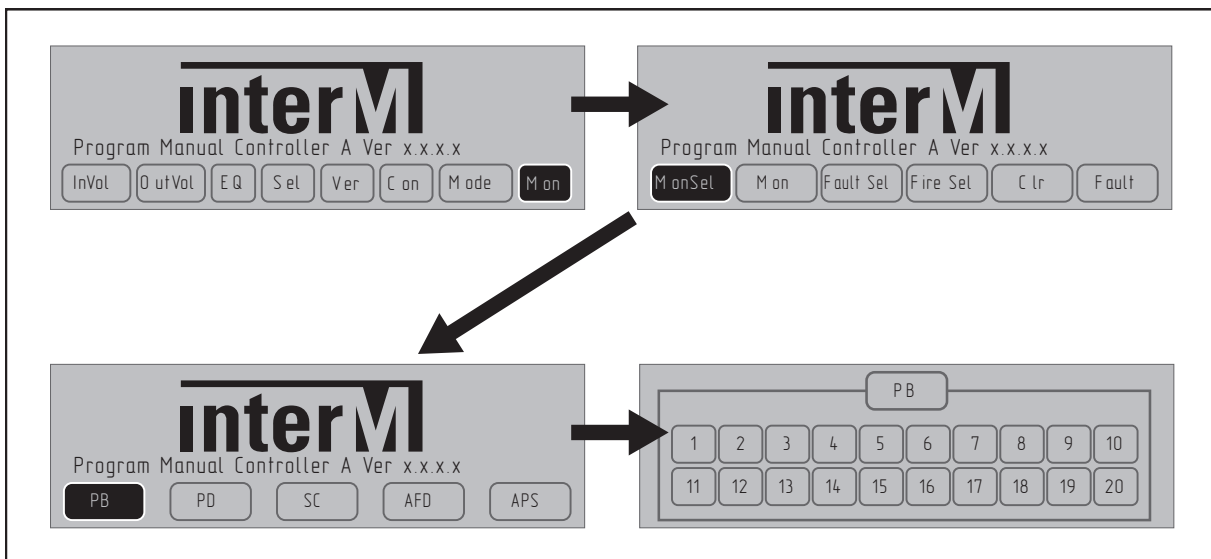 interM
Program Manual Controller A Ver x.x.x.x
InVol OutVol EQ Sel Ver Con Mode Mon
interM
Program Manual Controller A Ver x.x.x.x
MonSel Mon Fault Sel Fire Sel Clr Fault
interM
Program Manual Controller A Ver x.x.x.x
PB PD SC AFD APS
PB
1 2 3 4 5 6 7 8 9 10
11 12 13 14 15 16 17 18 19 20